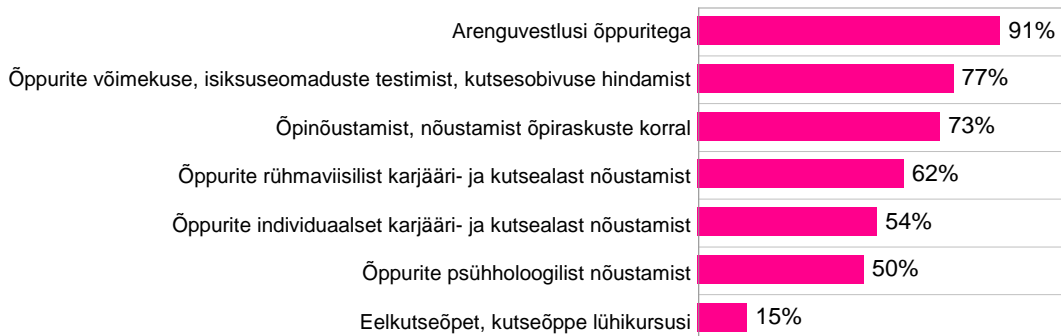 Arenguvestlusi õppuritega 91%
Õppurite võimekuse, isiksuseomaduste testimist, kutsesobivuse hindamist 77%
Õpinõustamist, nõustamist õpiraskuste korral 73%
Õppurite rühmaviisilist karjääri- ja kutsealast nõustamist 62%
Õppurite individuaalset karjääri- ja kutsealast nõustamist 54%
Õppurite psühholoogilist nõustamist 50%
Eelkutseõpet, kutseõppe lühikursusi 15%